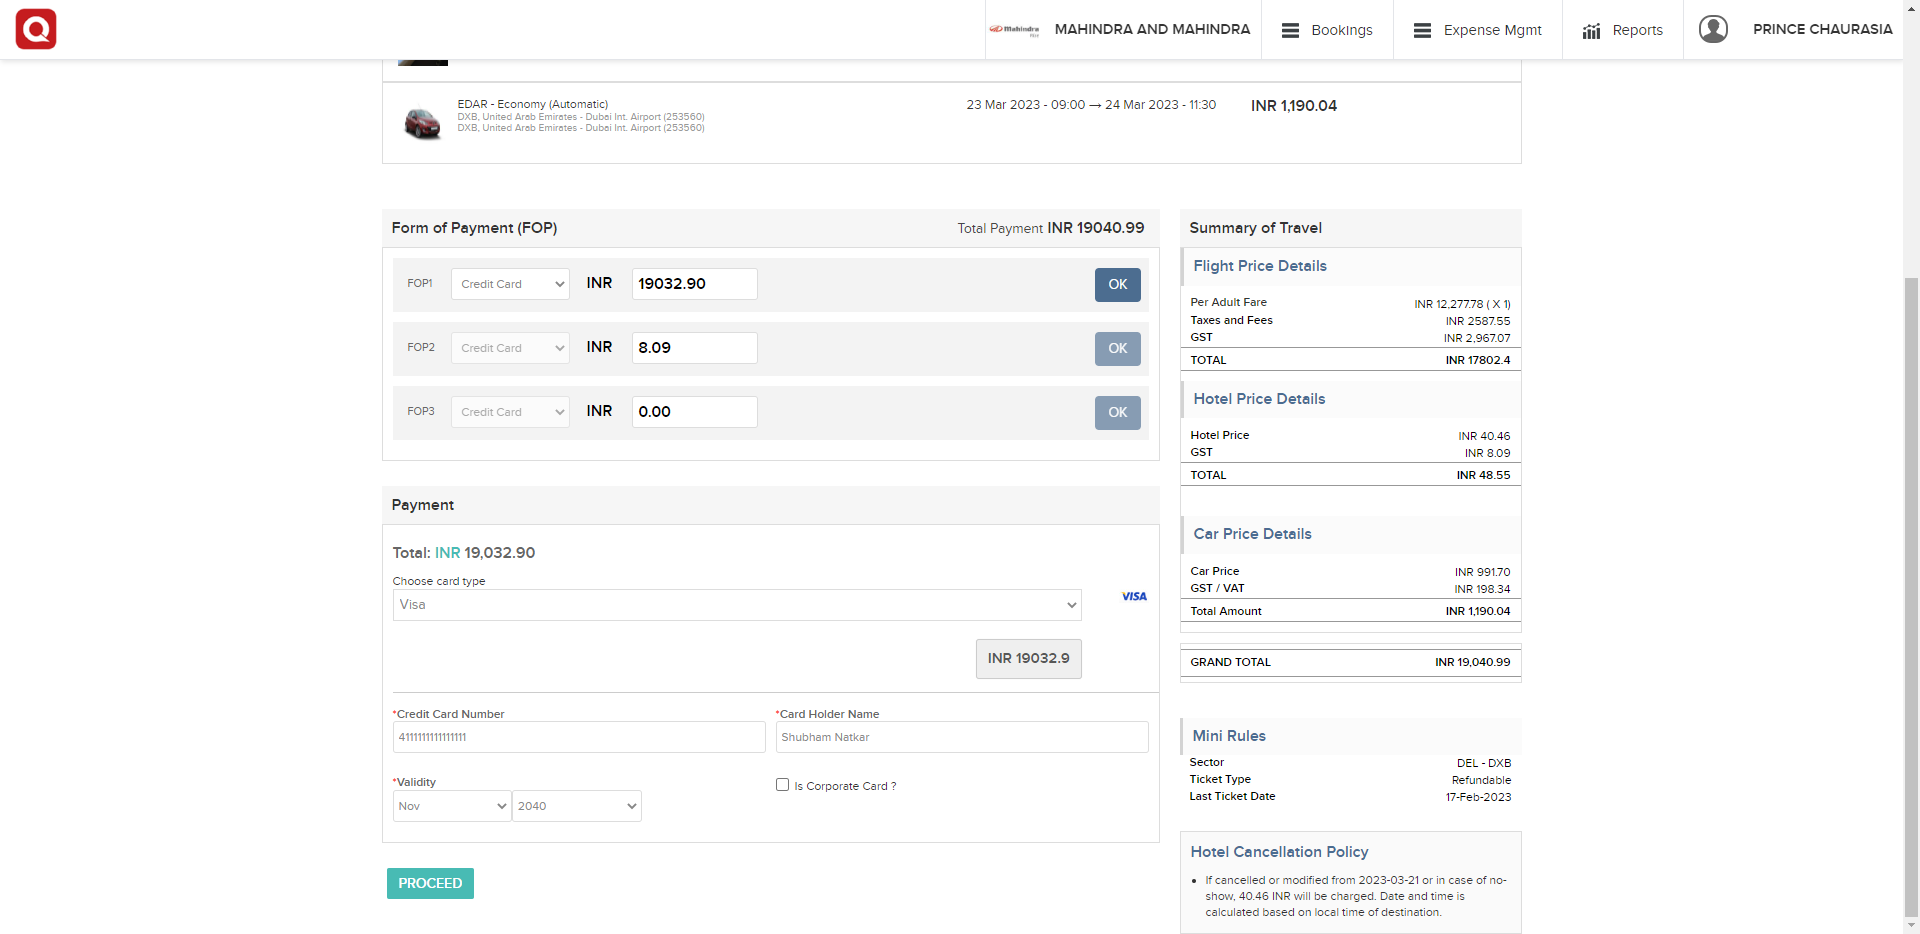 Mahindra
MAHINDRA AND MAHINDRA
Bookings
Expense Mgmt
Reports
PRINCE CHAURASIA
EDAR - Economy (Automatic)
DXB, United Arab Emirates - Dubai Int. Airport (253560)
DXB, United Arab Emirates - Dubai Int. Airport (253560)
23 Mar 2023 - 09:00 → 24 Mar 2023 - 11:30
INR 1,190.04
Form of Payment (FOP)
Total Payment INR 19040.99
FOP1 Credit Card INR 19032.90 OK
FOP2 Credit Card INR 8.09 OK
FOP3 Credit Card INR 0.00 OK
Payment
Total: INR 19,032.90
Choose card type
Visa
VISA
INR 19032.9
*Credit Card Number
4111111111111111
*Card Holder Name
Shubham Natkar
*Validity
Nov 2040
Is Corporate Card ?
PROCEED
Summary of Travel
Flight Price Details
Per Adult Fare INR 12,277.78 ( X 1)
Taxes and Fees INR 2587.55
GST INR 2,967.07
TOTAL INR 17802.4
Hotel Price Details
Hotel Price INR 40.46
GST INR 8.09
TOTAL INR 48.55
Car Price Details
Car Price INR 991.70
GST / VAT INR 198.34
Total Amount INR 1,190.04
GRAND TOTAL INR 19,040.99
Mini Rules
Sector DEL - DXB
Ticket Type Refundable
Last Ticket Date 17-Feb-2023
Hotel Cancellation Policy
• If cancelled or modified from 2023-03-21 or in case of no-
show, 40.46 INR will be charged. Date and time is
calculated based on local time of destination.